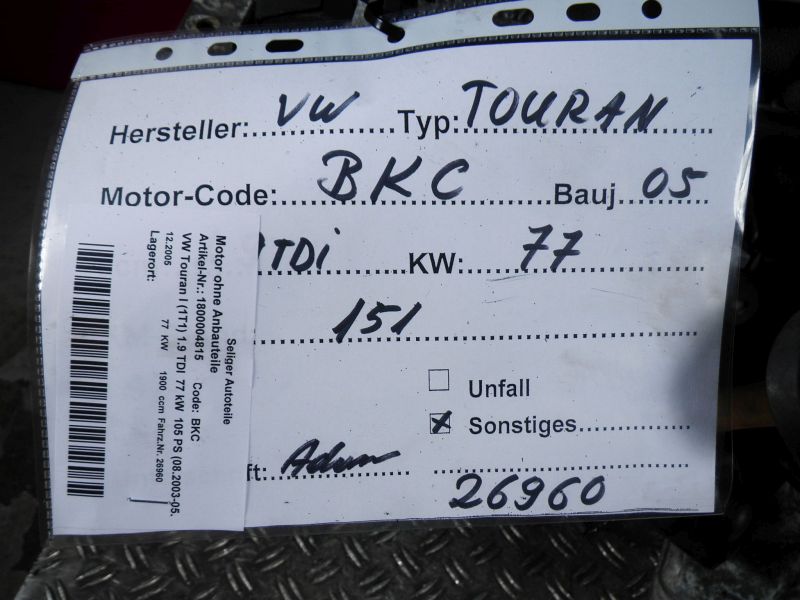 Hersteller: VW Typ: TOURAN
Motor-Code: BKC Bauj 05
TDi KW: 77
151
Unfall
Sonstiges
ft:
26960
Seliger Autoteile
Motor ohne Anbauteile
Artikel-Nr.: 1800004815 Code: BKC
VW Touran I (1T1) 1.9 TDI 77 kW 105 PS (08.2003-05.
12.2005 77 KW 1900 ccm Fahrz.Nr. 26960
Lagerort: